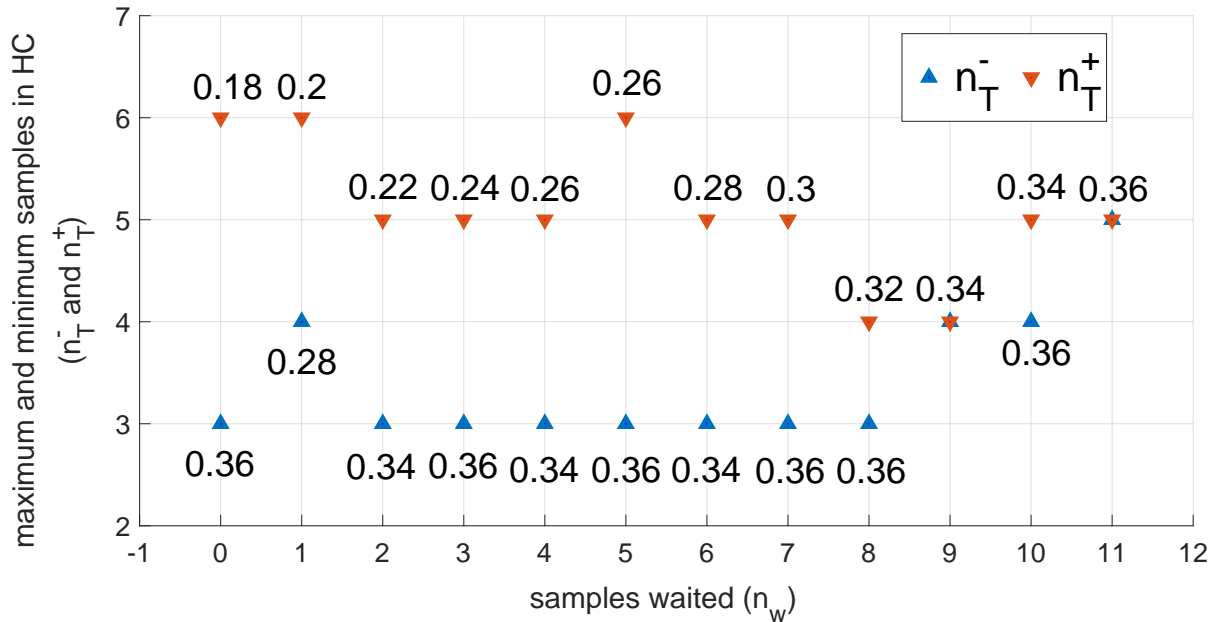 maximum and minimum samples in HC
(n_T^- and n_T^+)
7
6
5
4
3
2
n_T^- n_T^+
0.18 0.2 0.26
0.22 0.24 0.26 0.28 0.3 0.34 0.36
0.32 0.34
0.28 0.36
0.36 0.34 0.36 0.34 0.36 0.34 0.36 0.36
-1 0 1 2 3 4 5 6 7 8 9 10 11 12
samples waited (n_w)